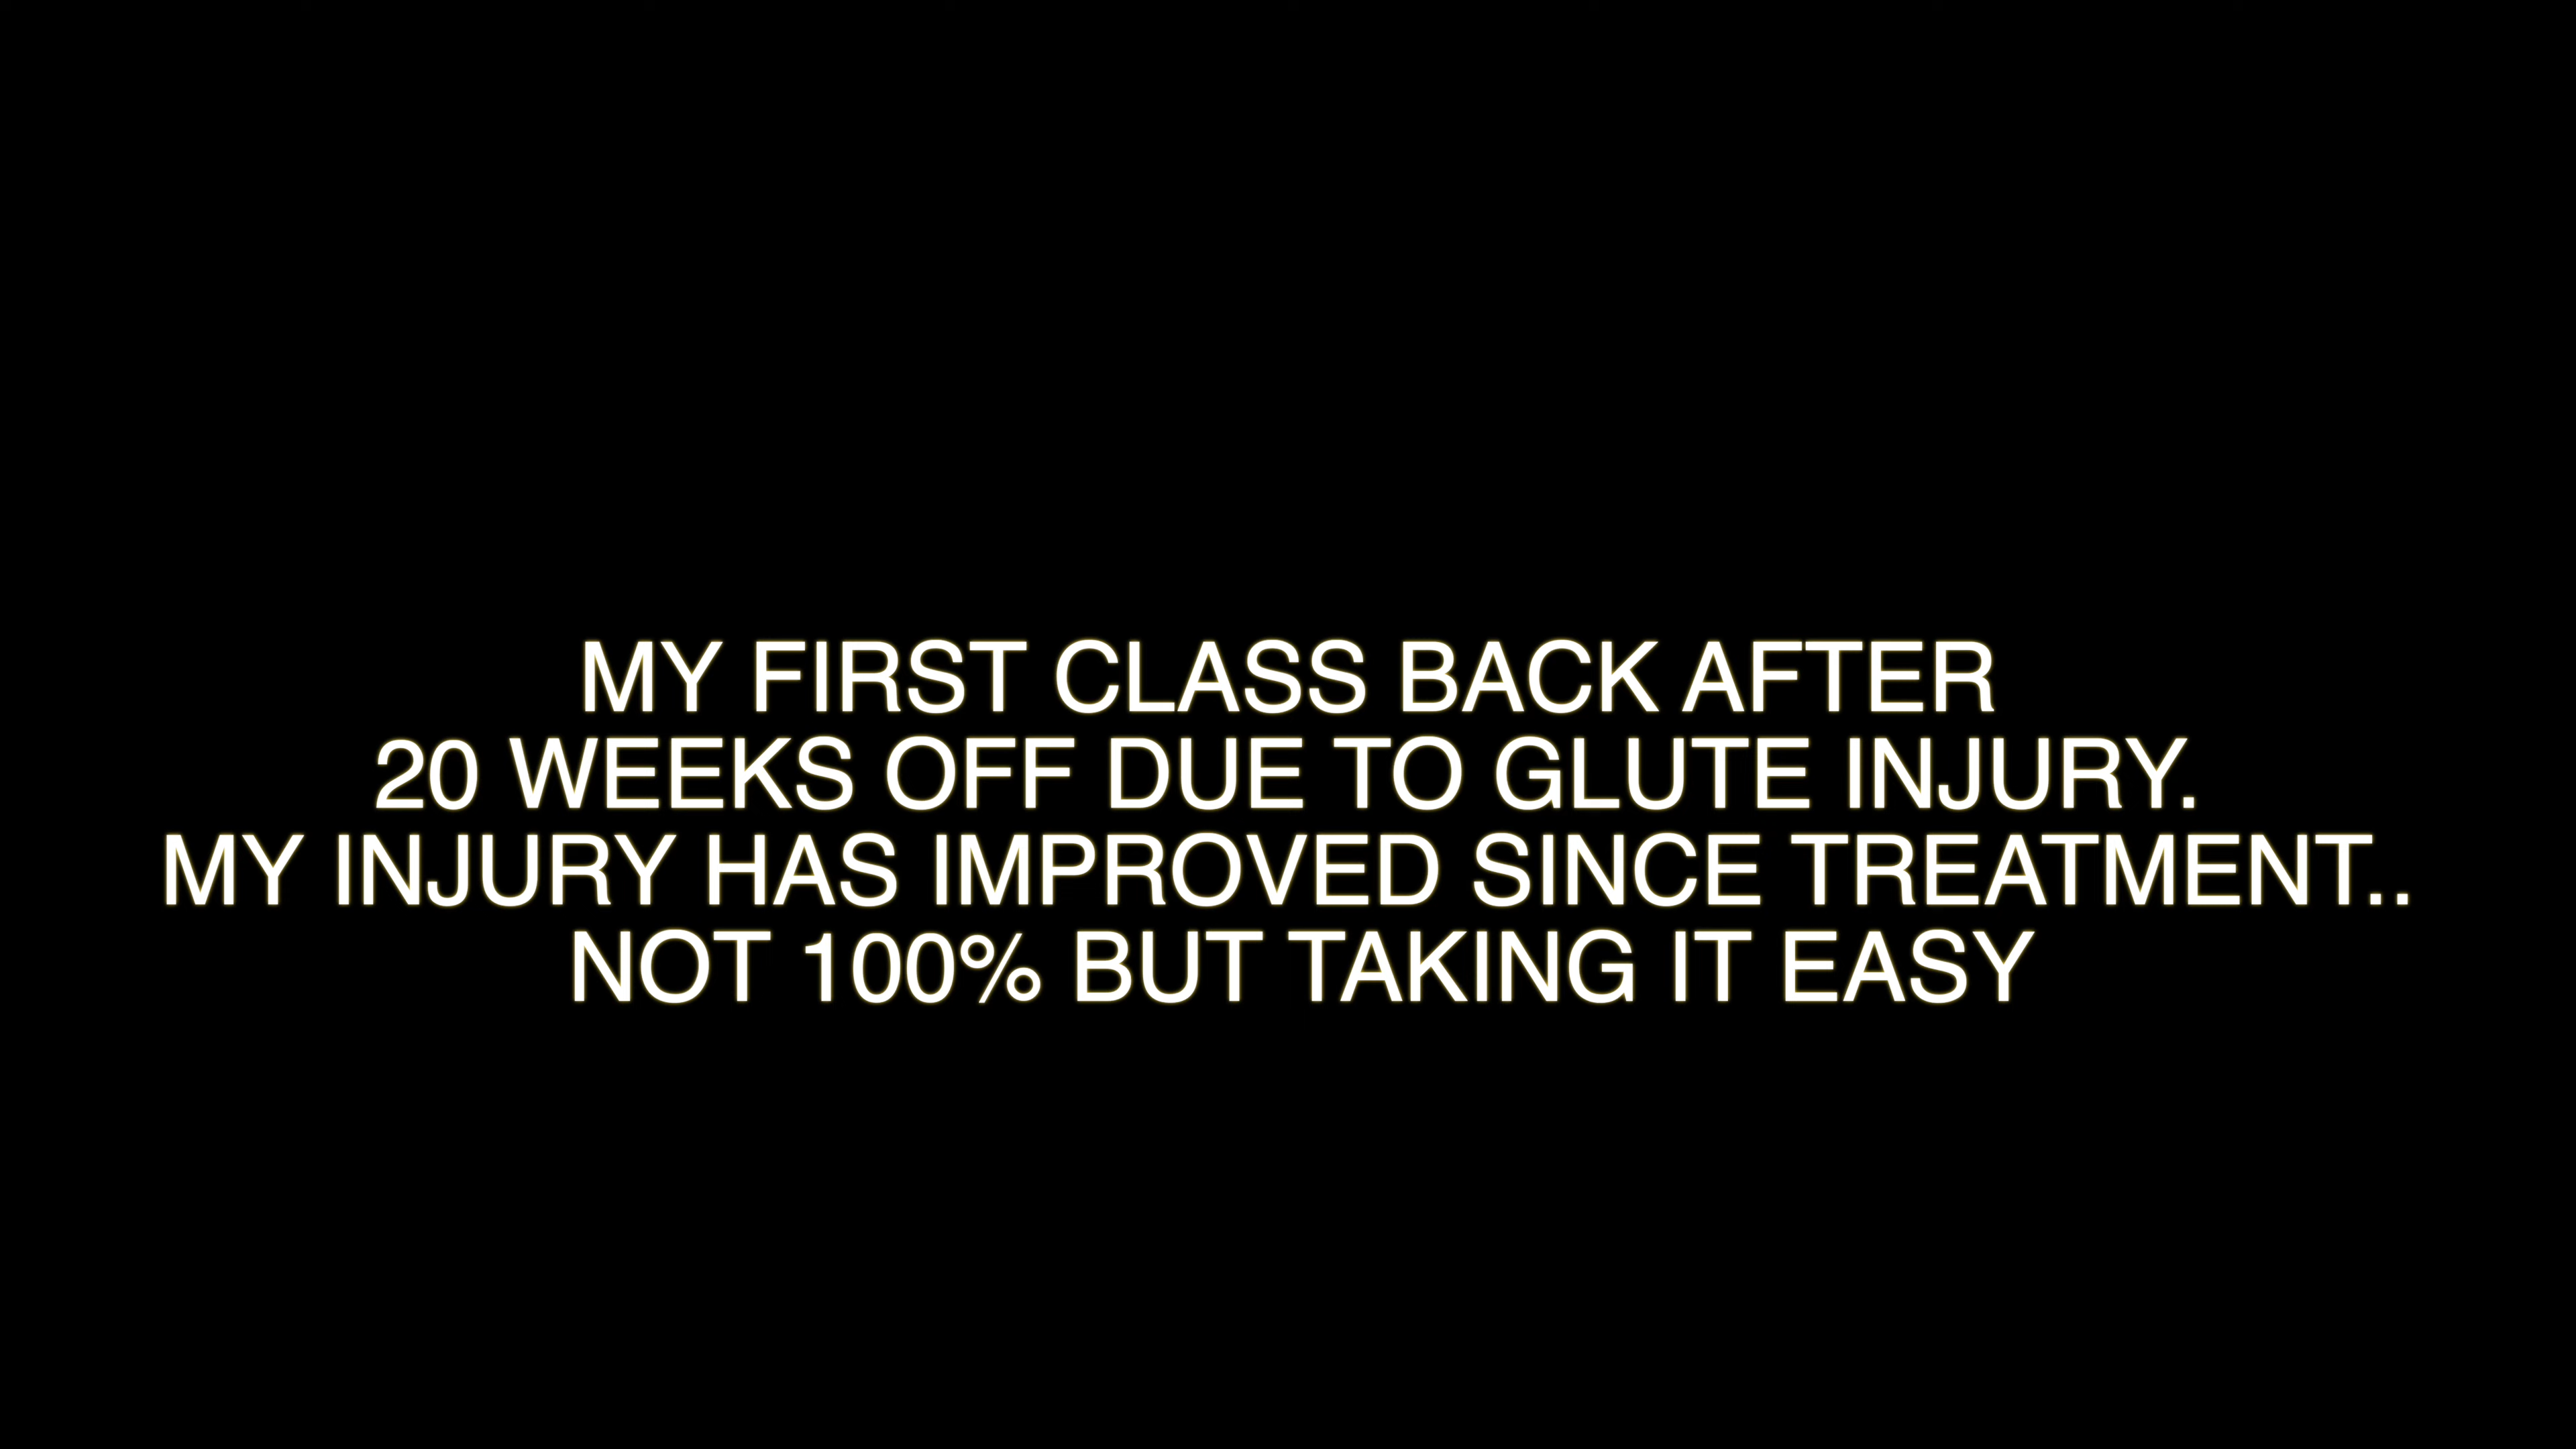 MY FIRST CLASS BACK AFTER
20 WEEKS OFF DUE TO GLUTE INJURY.
MY INJURY HAS IMPROVED SINCE TREATMENT..
NOT 100% BUT TAKING IT EASY